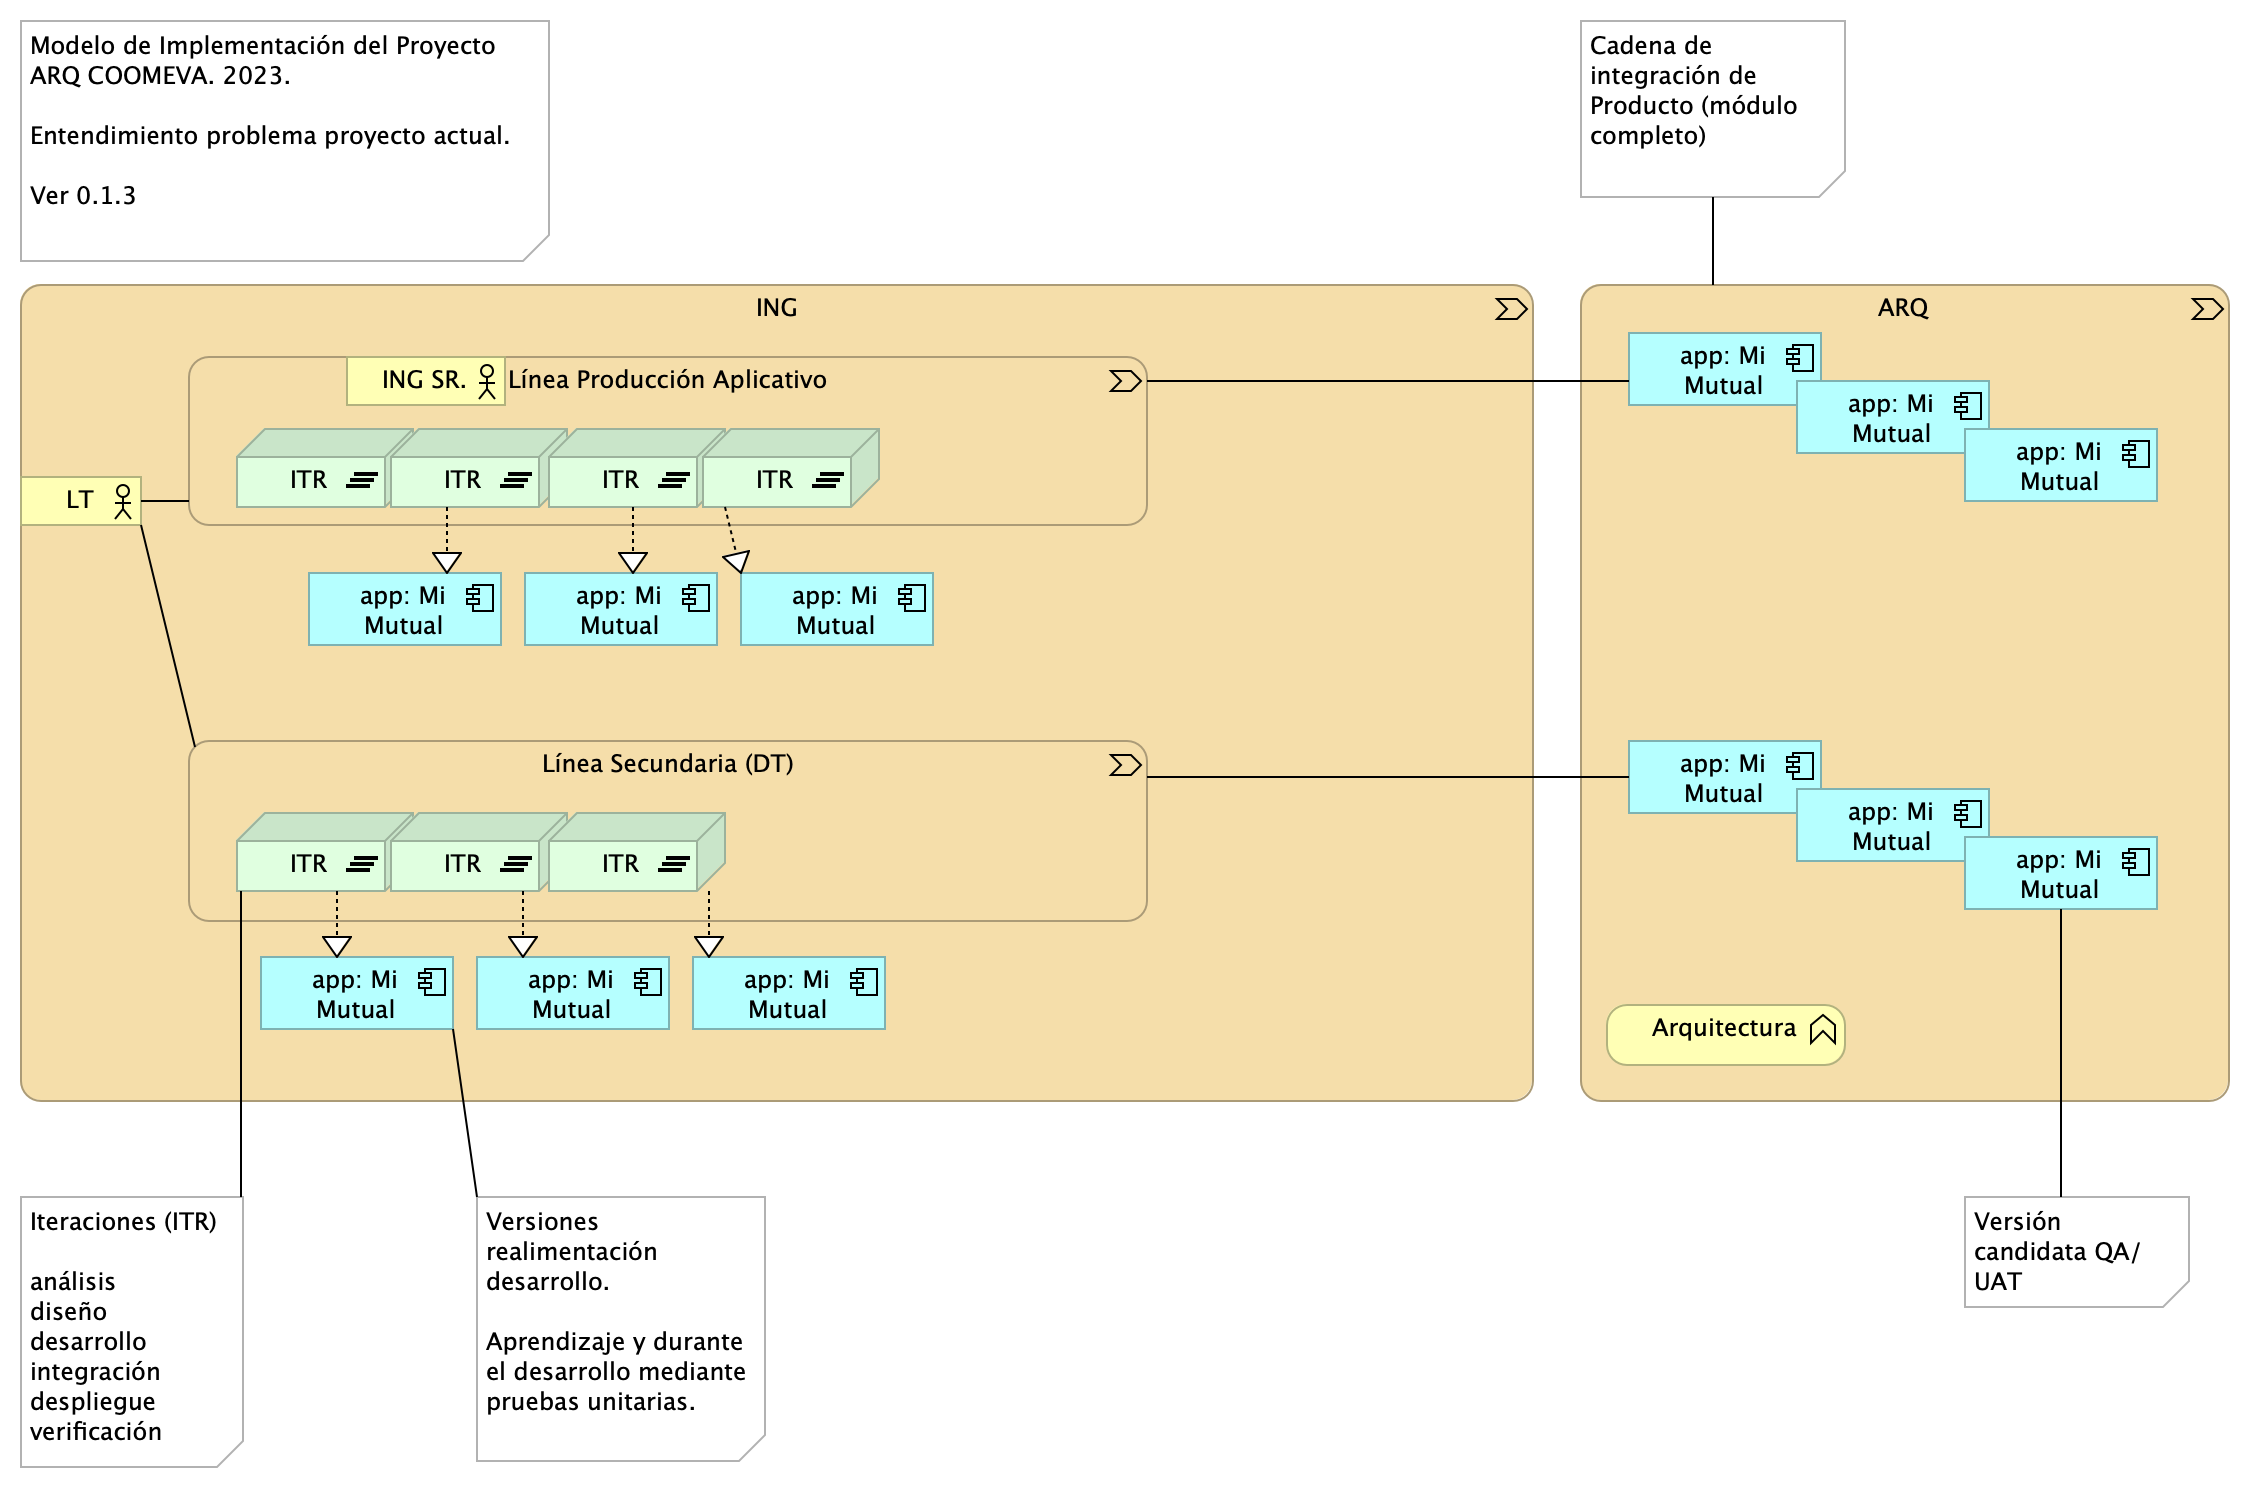 Modelo de Implementación del Proyecto
ARQ COOMEVA. 2023.
Entendimiento problema proyecto actual.
Ver 0.1.3
Cadena de
integración de
Producto (módulo
completo)
ING
ING SR.
Línea Producción Aplicativo
ITR
ITR
ITR
ITR
LT
app: Mi
Mutual
app: Mi
Mutual
app: Mi
Mutual
Línea Secundaria (DT)
ITR
ITR
ITR
app: Mi
Mutual
app: Mi
Mutual
app: Mi
Mutual
ARQ
app: Mi
Mutual
app: Mi
Mutual
app: Mi
Mutual
app: Mi
Mutual
app: Mi
Mutual
app: Mi
Mutual
Arquitectura
Iteraciones (ITR)
análisis
diseño
desarrollo
integración
despliegue
verificación
Versiones
realimentación
desarrollo.
Aprendizaje y durante
el desarrollo mediante
pruebas unitarias.
Versión
candidata QA/
UAT